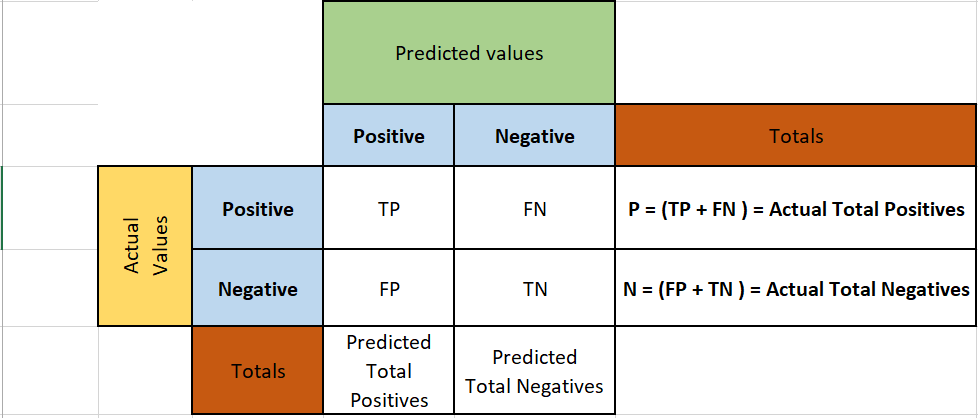 Predicted values
Positive
Negative
Totals
Actual
Values
Positive
TP
FN
P = (TP + FN ) = Actual Total Positives
Negative
FP
TN
N = (FP + TN ) = Actual Total Negatives
Totals
Predicted
Total
Positives
Predicted
Total Negatives